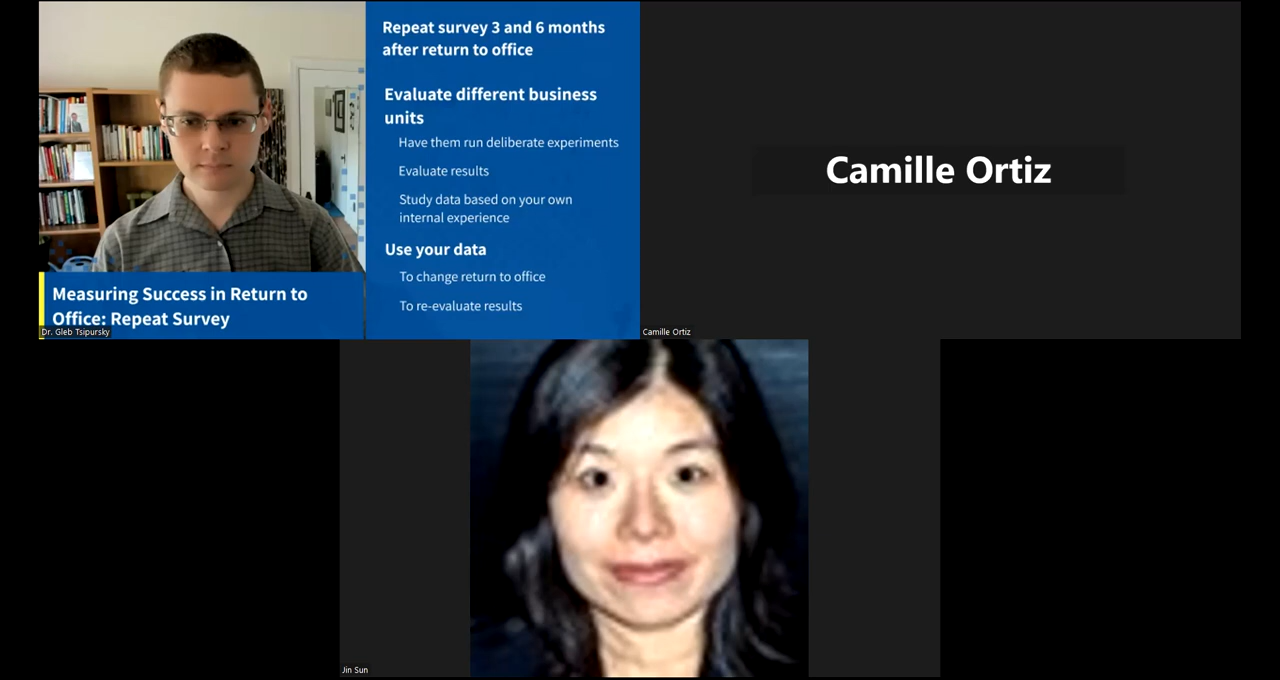 Repeat survey 3 and 6 months
after return to office
Evaluate different business
units
Have them run deliberate experiments
Evaluate results
Study data based on your own
internal experience
Use your data
To change return to office
To re-evaluate results
Measuring Success in Return to
Office: Repeat Survey
Dr. Gleb Tsipursky
Camille Ortiz
Camille Ortiz
Jin Sun